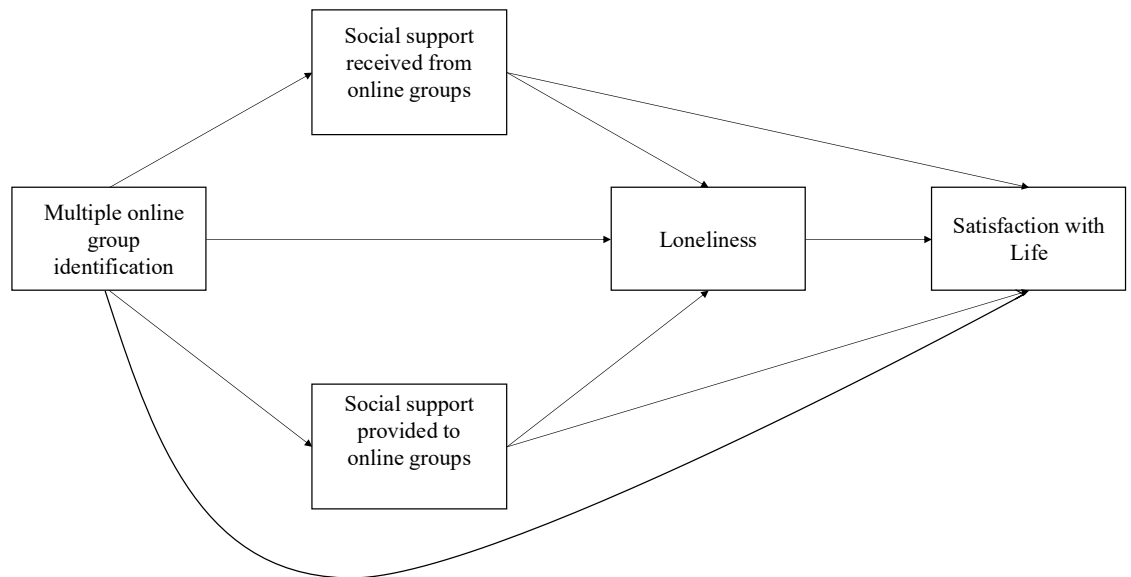 Social support
received from
online groups
Multiple online
group
identification
Loneliness
Satisfaction with
Life
Social support
provided to
online groups